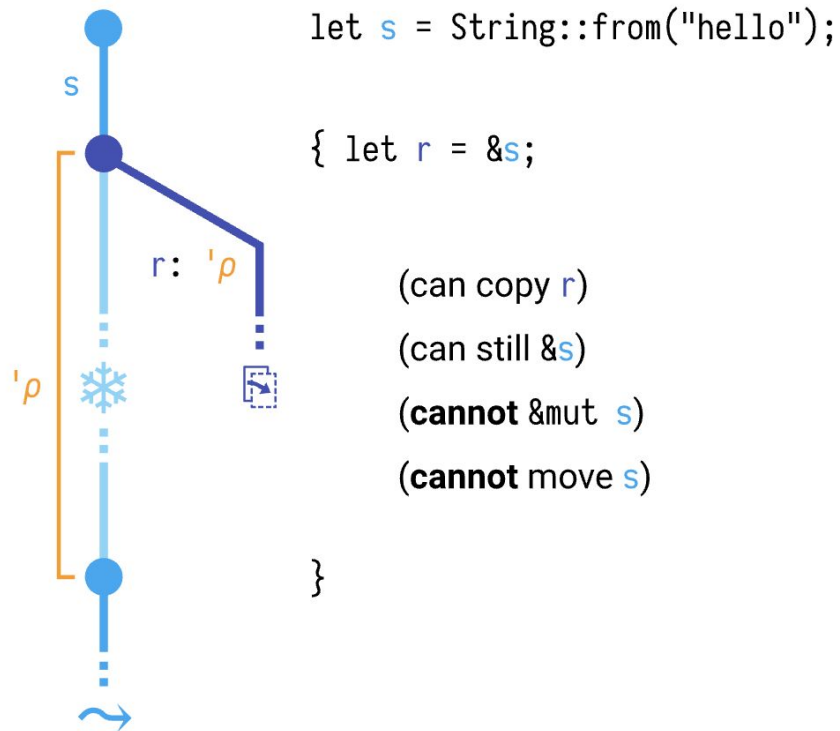 let s = String::from("hello");
s
{ let r = &s;
r: 'ρ
(can copy r)
(can still &s)
'ρ
(cannot &mut s)
(cannot move s)
}